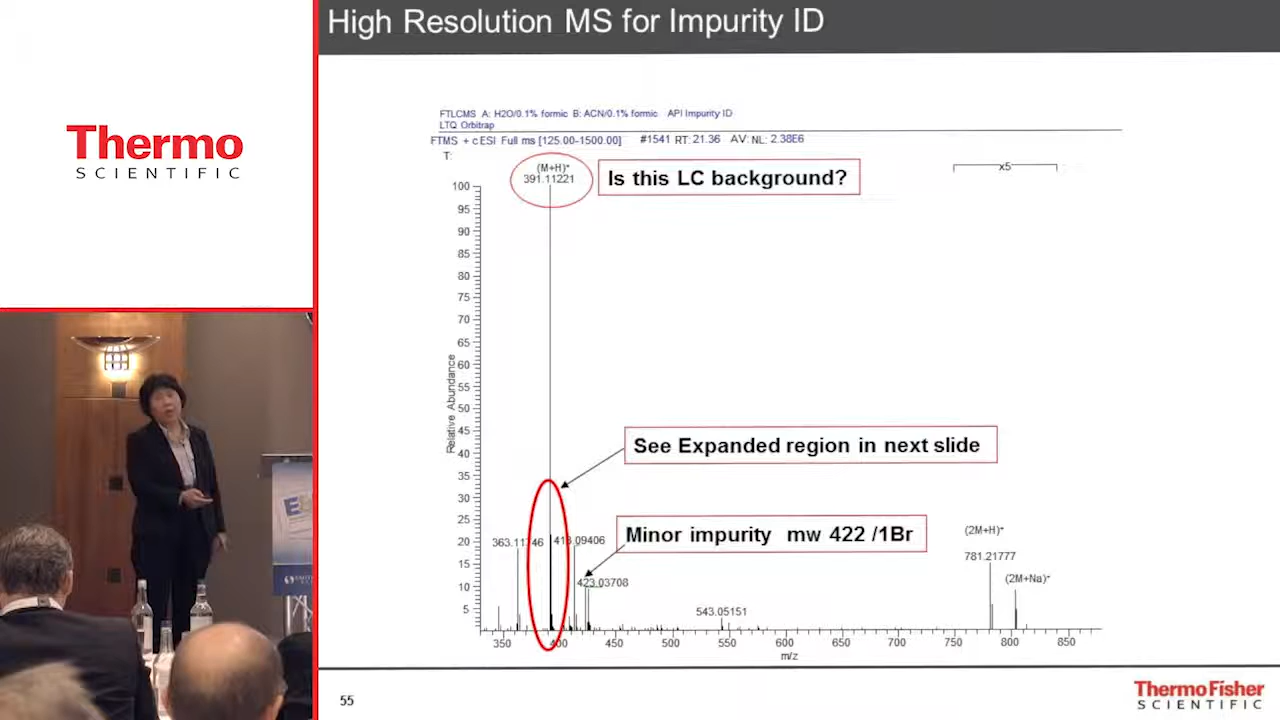 High Resolution MS for Impurity ID
Thermo
SCIENTIFIC
FTLCMS A: H2O/0.1% formic B: ACN/0.1% formic API Impurity ID
LTQ Orbitrap
FTMS + c ESI Full ms [125.00-1500.00] #1541 RT: 21.36 AV: NL: 2.38E6
T:
(M+H)+
391.11221
Is this LC background?
x5
100
95
90
85
80
75
70
65
60
55
50
45
40
35
30
25
20
15
10
5
Relative Abundance
See Expanded region in next slide
Minor impurity mw 422 /1Br
363.11746
413.09406
423.03708
543.05151
(2M+H)+
781.21777
(2M+Na)+
350
400
450
500
550
600
650
700
750
800
850
m/z
55
ThermoFisher
SCIENTIFIC